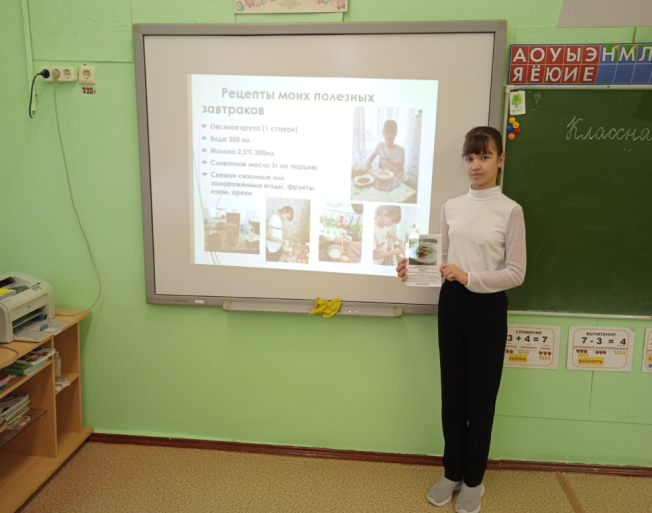 Рецепты моих полезных
завтраков
Овсяная крупа (1 стакан)
Вода 300 мл
Молоко 2,5% 300мл
Сливочное масло 5г на порцию
Свежие сезонные или
замороженные ягоды, фрукты,
изюм, орехи
220в
АОУЫЭНМЛ
ЯЁЮИЕ
Классна
СЛОЖЕНИЕ
3 + 4 = 7
сумма
ВЫЧИТАНИЕ
7 - 3 = 4
разность